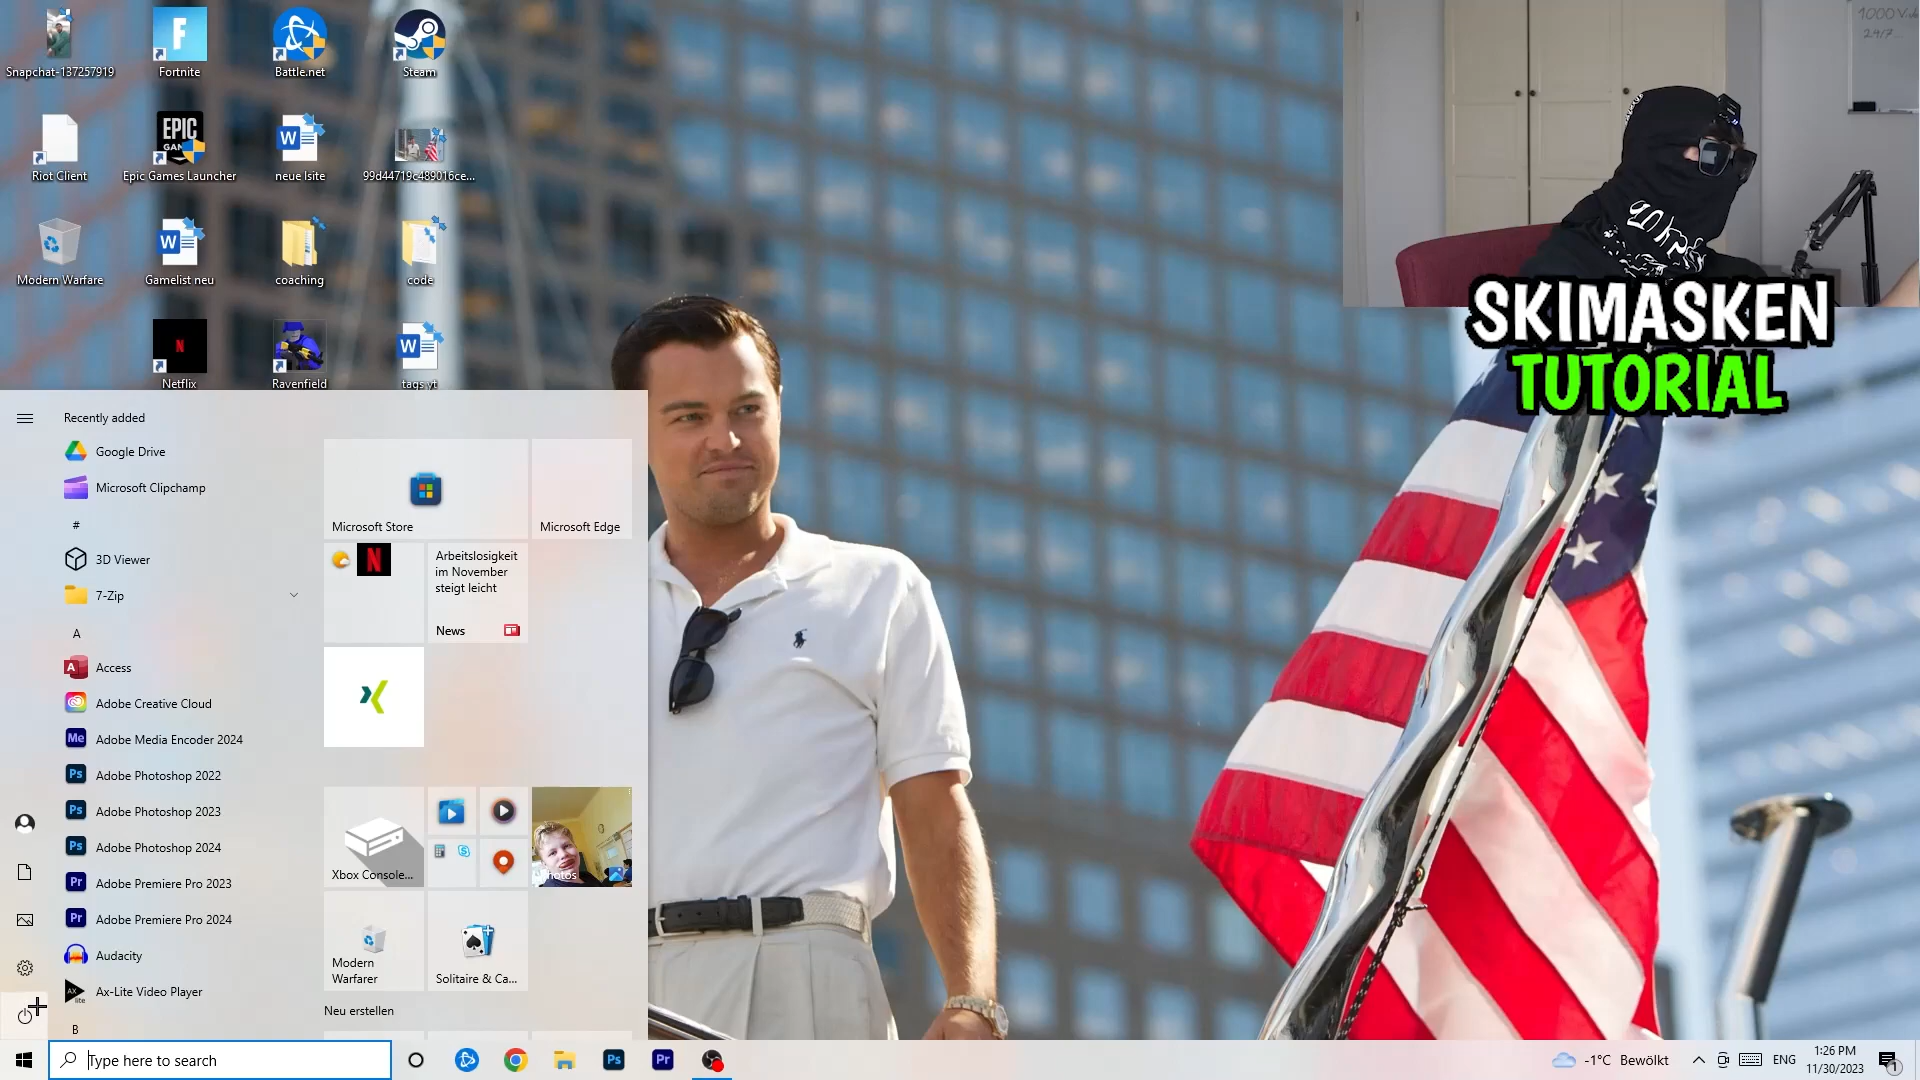 Snapchat-137257919
Fortnite
Battle.net
Steam
Riot Client
EPIC
Epic Games Launcher
neue lsite
99d44719c489016ce...
Modern Warfare
Gamelist neu
coaching
code
Netflix
Ravenfield
tags yt
SKIMASKEN
TUTORIAL
Recently added
Google Drive
Microsoft Clipchamp
#
3D Viewer
7-Zip
A
Access
Adobe Creative Cloud
Adobe Media Encoder 2024
Adobe Photoshop 2022
Adobe Photoshop 2023
Adobe Photoshop 2024
Adobe Premiere Pro 2023
Adobe Premiere Pro 2024
Audacity
Ax-Lite Video Player
B
Microsoft Store
Microsoft Edge
Arbeitslosigkeit
im November
steigt leicht
News
Xbox Console...
Modern
Warfarer
Solitaire & Ca...
Neu erstellen
Type here to search
-1°C Bewölkt
ENG
1:26 PM
11/30/2023
1